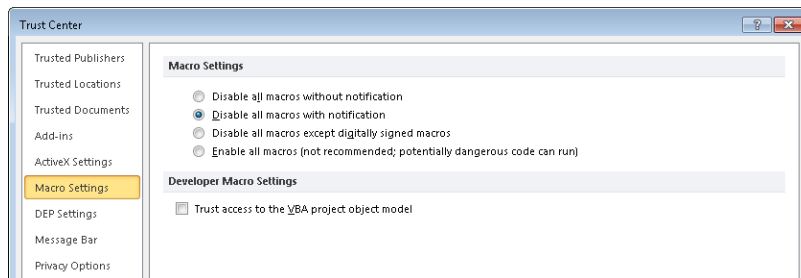 Trust Center
Trusted Publishers
Trusted Locations
Trusted Documents
Add-ins
ActiveX Settings
Macro Settings
DEP Settings
Message Bar
Privacy Options
Macro Settings
Disable all macros without notification
Disable all macros with notification
Disable all macros except digitally signed macros
Enable all macros (not recommended; potentially dangerous code can run)
Developer Macro Settings
Trust access to the VBA project object model